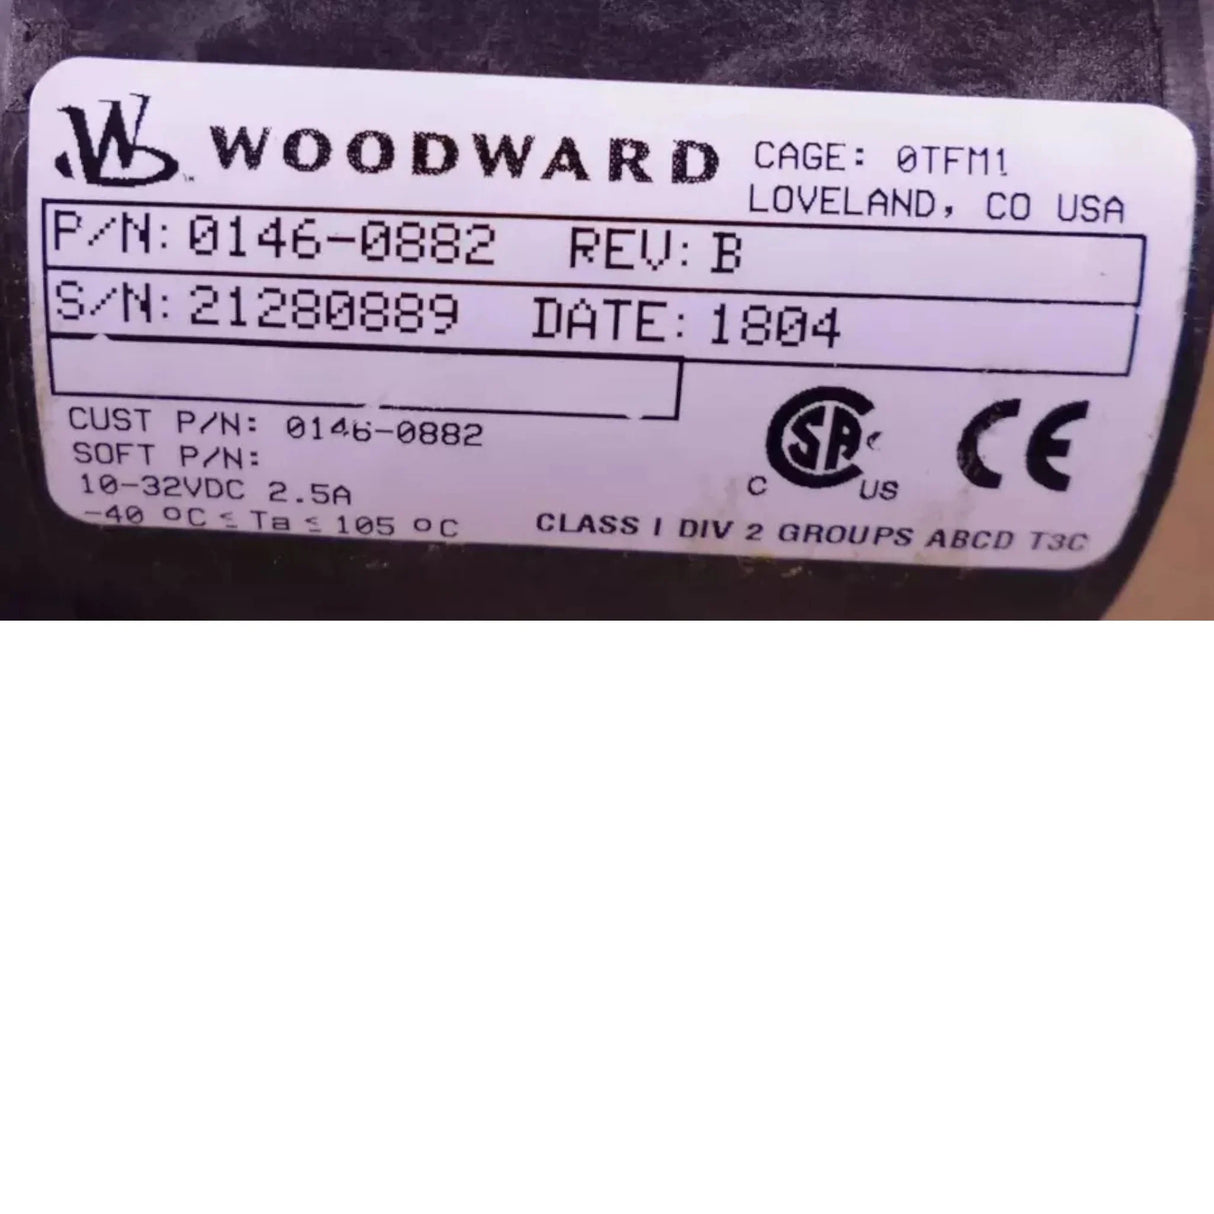 WOODWARD CAGE: 0TFM1
LOVELAND, CO USA
P/N: 0146-0882 REV: B
S/N: 21280889 DATE: 1804
CUST P/N: 0146-0882
SOFT P/N:
10-32VDC 2.5A
-40 °C ≤ Ta ≤ 105 °C
C SA US
CE
CLASS I DIV 2 GROUPS ABCD T3C